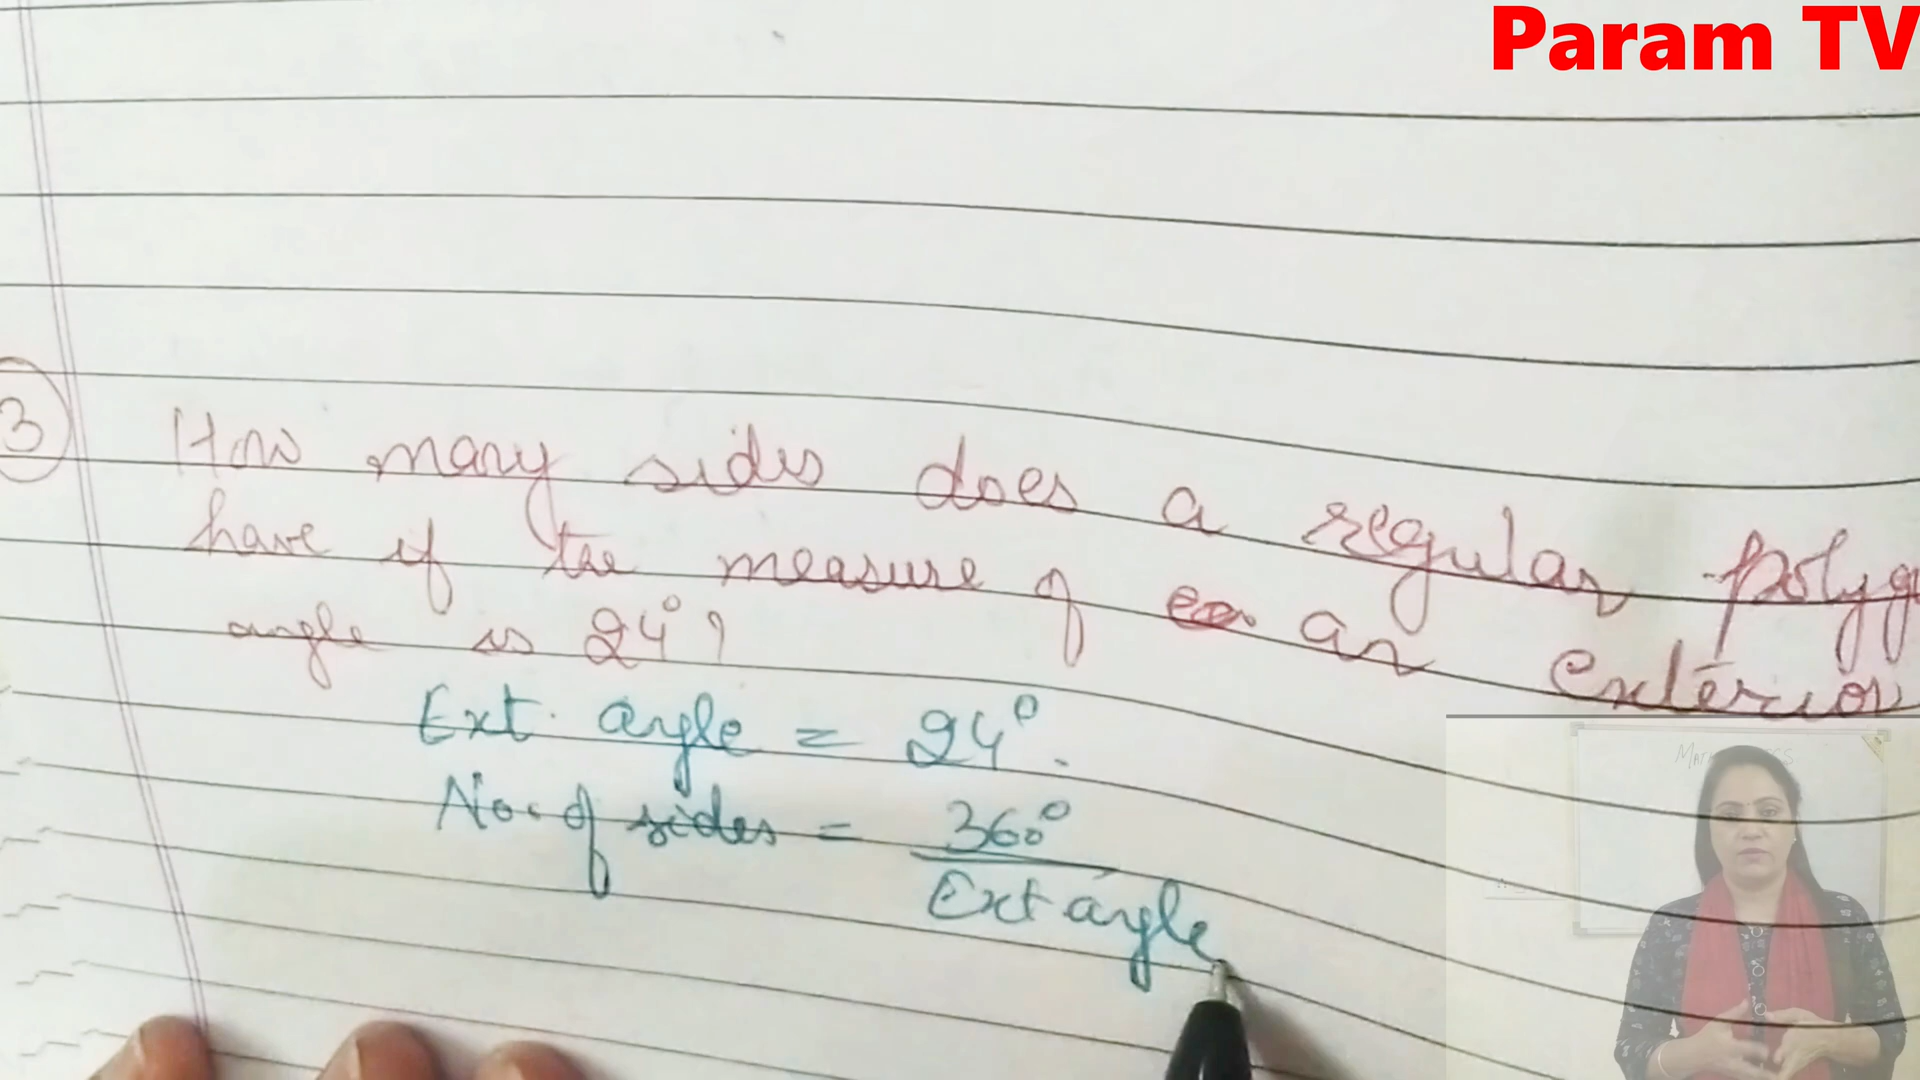 Param TV
3 How many sides does a regular polyg
have if the measure of an exterior
angle is 24°?
Ext. angle = 24°.
No. of sides = 360°
Ext angle